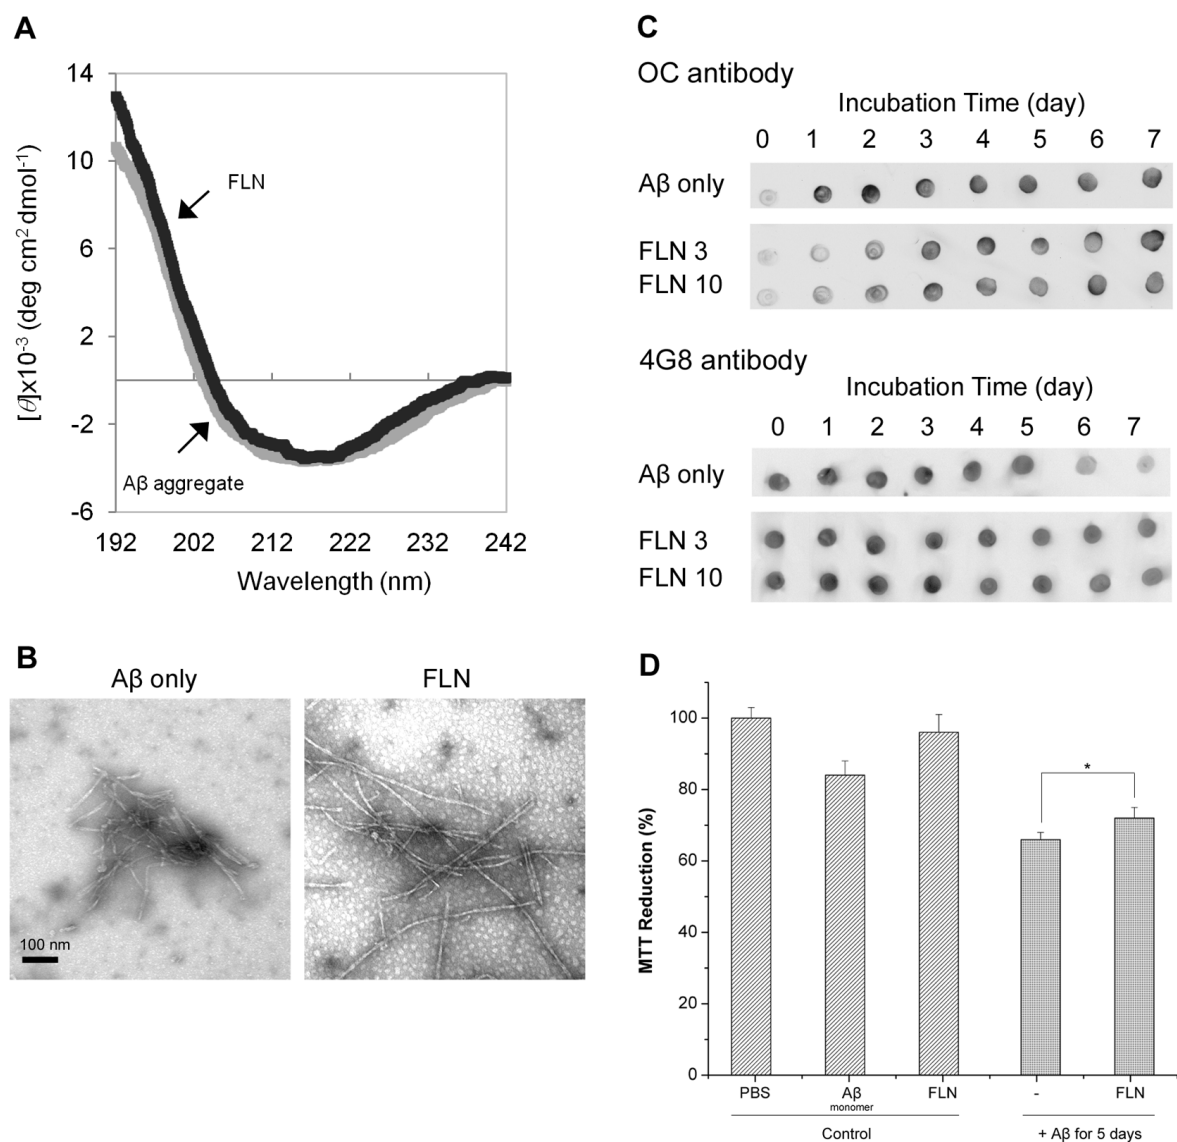 A
14
10
6
2
-2
-6
[θ]x10⁻³ (deg cm² dmol⁻¹)
FLN
Aβ aggregate
192 202 212 222 232 242
Wavelength (nm)
B
Aβ only FLN
100 nm
C
OC antibody
Incubation Time (day)
0 1 2 3 4 5 6 7
Aβ only
FLN 3
FLN 10
4G8 antibody
Incubation Time (day)
0 1 2 3 4 5 6 7
Aβ only
FLN 3
FLN 10
D
MTT Reduction (%)
100
80
60
40
20
0
*
PBS Aβ monomer FLN - FLN
Control + Aβ for 5 days